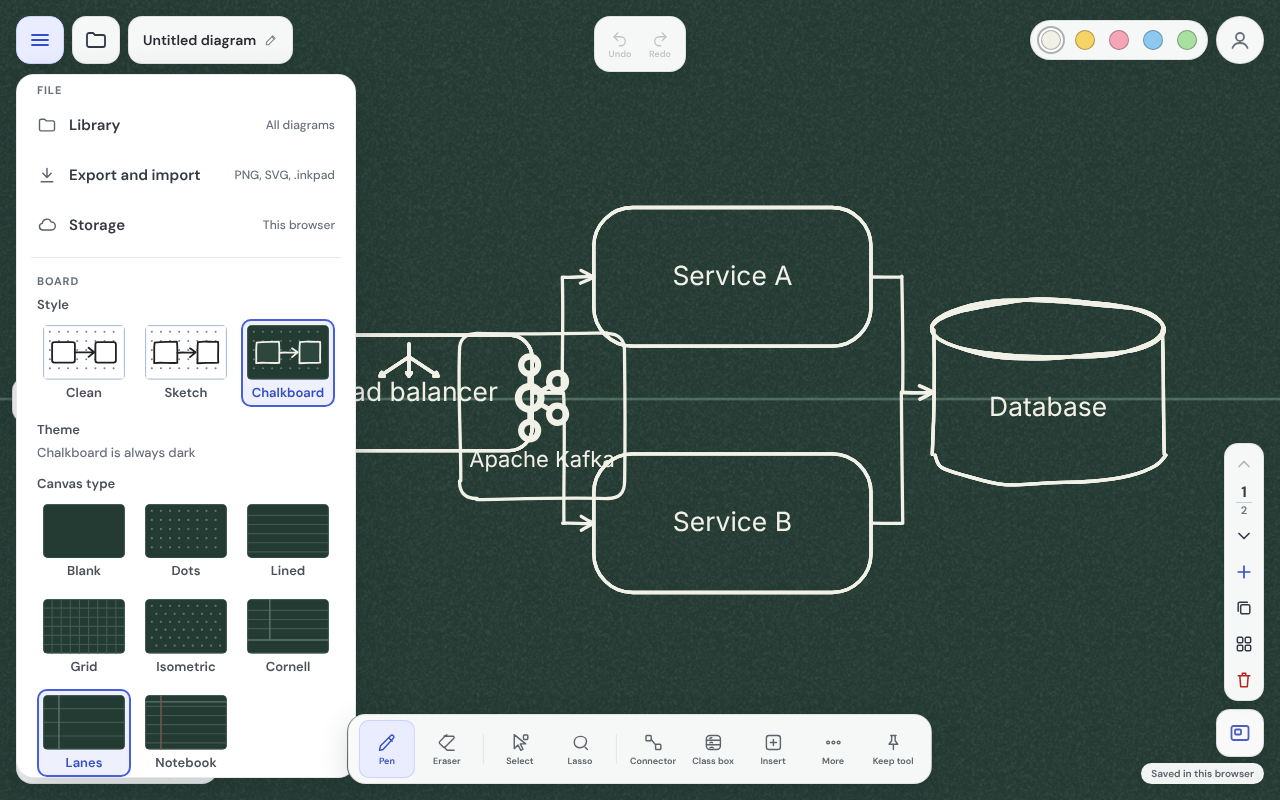 Untitled diagram
Undo
Redo
FILE
Library
All diagrams
Export and import
PNG, SVG, .inkpad
Storage
This browser
BOARD
Style
Clean
Sketch
Chalkboard
Theme
Chalkboard is always dark
Canvas type
Blank
Dots
Lined
Grid
Isometric
Cornell
Lanes
Notebook
ad balancer
Apache Kafka
Service A
Service B
Database
1
2
Pen
Eraser
Select
Lasso
Connector
Class box
Insert
More
Keep tool
Saved in this browser